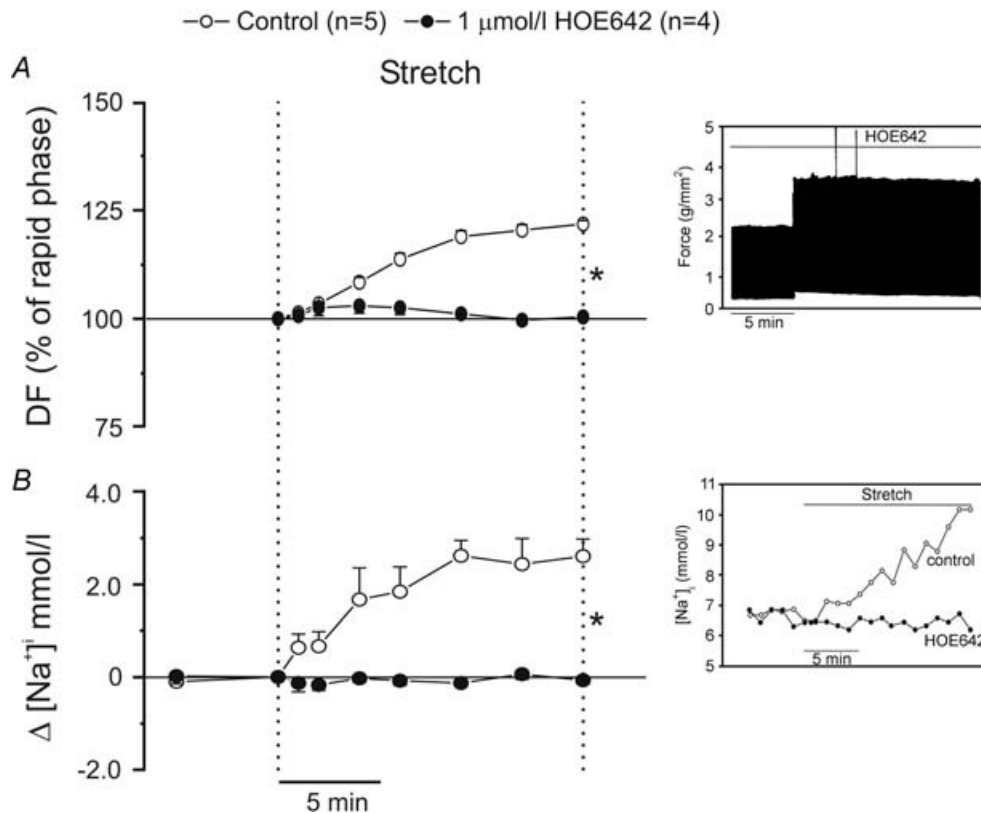 Control (n=5) 1 μmol/l HOE642 (n=4)
A
Stretch
DF (% of rapid phase)
150
125
100
75
*
HOE642
Force (g/mm²)
5
4
3
2
1
0
5 min
B
Δ [Na⁺]ⁱ mmol/l
4.0
2.0
0
-2.0
*
5 min
Stretch
[Na⁺]ᵢ (mmol/l)
11
10
9
8
7
6
5
control
HOE642
5 min